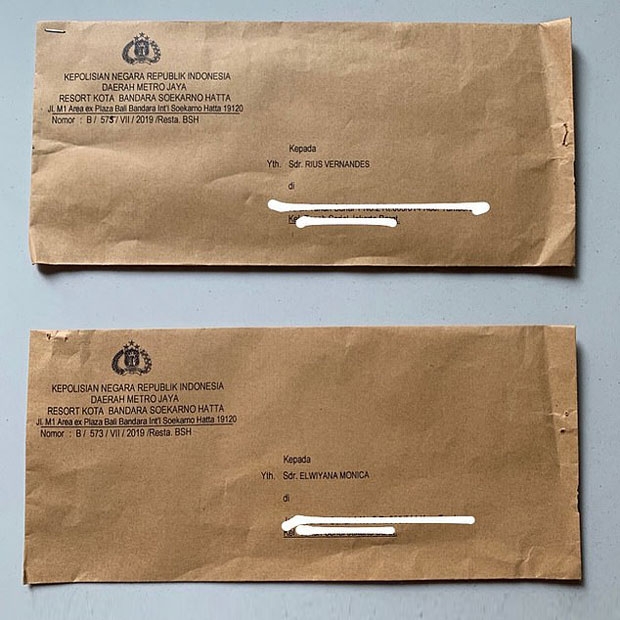 KEPOLISIAN NEGARA REPUBLIK INDONESIA
DAERAH METRO JAYA
RESORT KOTA BANDARA SOEKARNO HATTA
Jl. M1 Area ex Plaza Bali Bandara Int'l Soekarno Hatta 19120
Nomor : B / 575/ VII / 2019 /Resta. BSH
Kepada
Yth. Sdr. RIUS VERNANDES
di
KEPOLISIAN NEGARA REPUBLIK INDONESIA
DAERAH METRO JAYA
RESORT KOTA BANDARA SOEKARNO HATTA
Jl. M1 Area ex Plaza Bali Bandara Int'l Soekarno Hatta 19120
Nomor : B / 573 / VII / 2019 /Resta. BSH
Kepada
Yth. Sdr. ELWIYANA MONICA
di